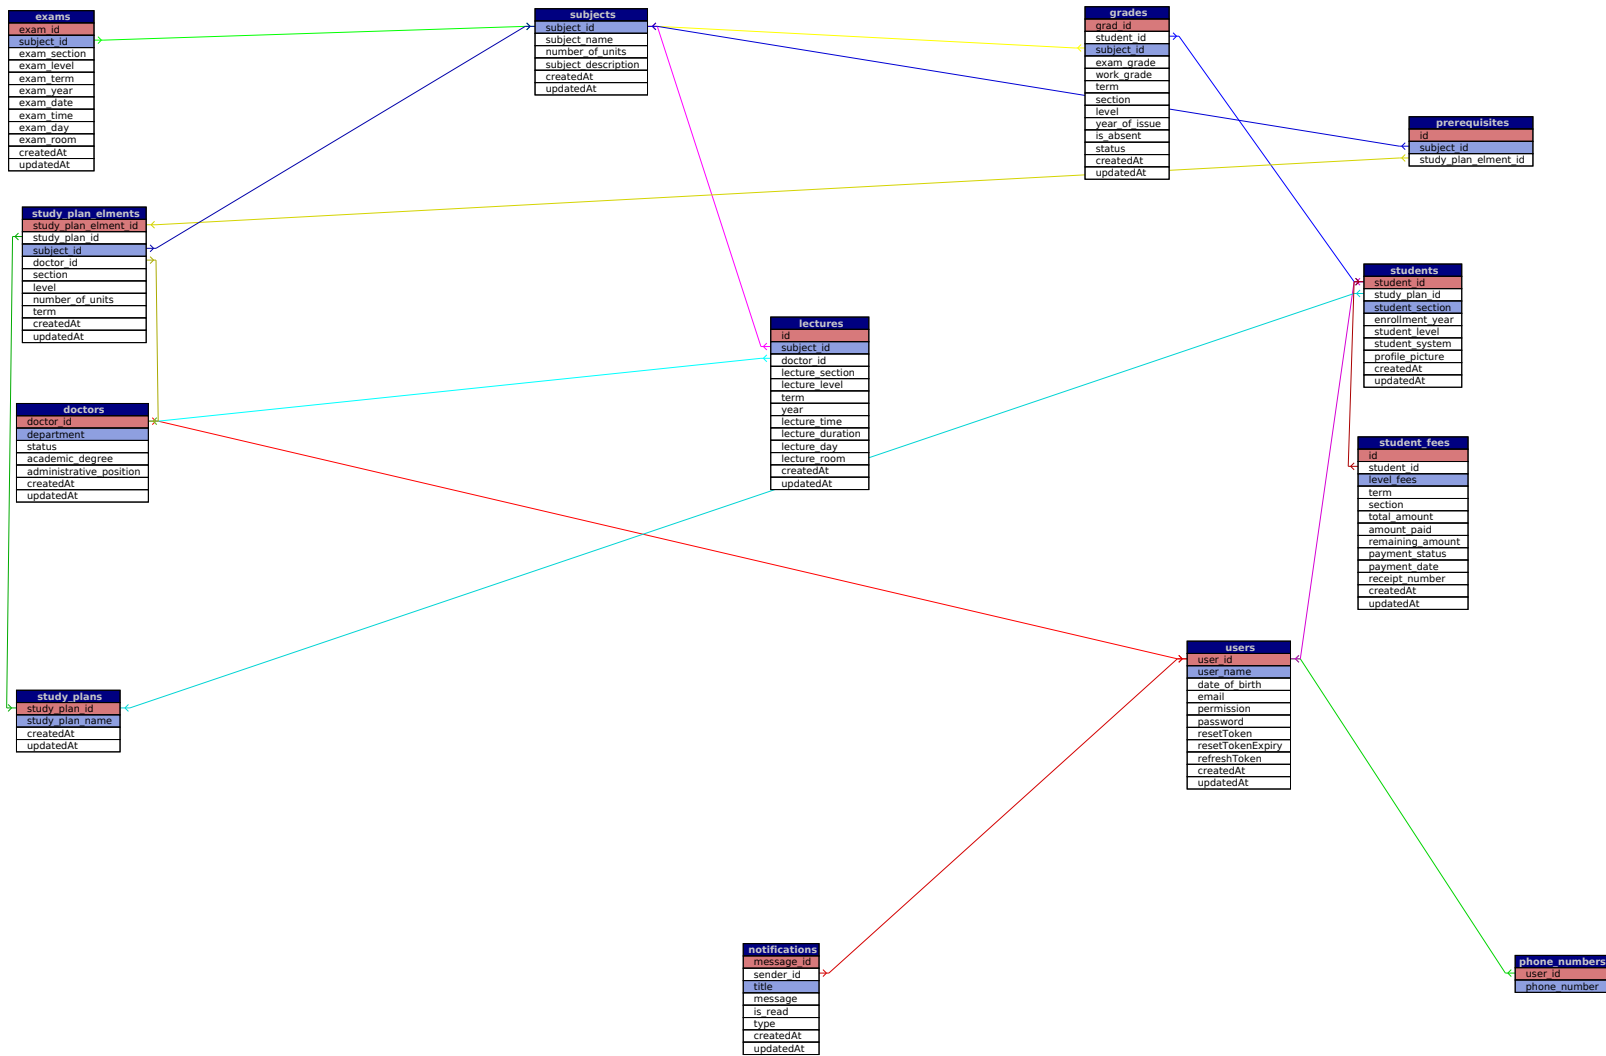 exams
exam_id
subject_id
exam_section
exam_level
exam_term
exam_year
exam_date
exam_time
exam_day
exam_room
createdAt
updatedAt
subjects
subject_id
subject_name
number_of_units
subject_description
createdAt
updatedAt
grades
grad_id
student_id
subject_id
exam_grade
work_grade
term
section
level
year_of_issue
is_absent
status
createdAt
updatedAt
prerequisites
id
subject_id
study_plan_elment_id
study_plan_elments
study_plan_elment_id
study_plan_id
subject_id
doctor_id
section
level
number_of_units
term
createdAt
updatedAt
students
student_id
study_plan_id
student_section
enrollment_year
student_level
student_system
profile_picture
createdAt
updatedAt
lectures
id
subject_id
doctor_id
lecture_section
lecture_level
term
year
lecture_time
lecture_duration
lecture_day
lecture_room
createdAt
updatedAt
doctors
doctor_id
department
status
academic_degree
administrative_position
createdAt
updatedAt
student_fees
id
student_id
level_fees
term
section
total_amount
amount_paid
remaining_amount
payment_status
payment_date
receipt_number
createdAt
updatedAt
users
user_id
user_name
date_of_birth
email
permission
password
resetToken
resetTokenExpiry
refreshToken
createdAt
updatedAt
study_plans
study_plan_id
study_plan_name
createdAt
updatedAt
notifications
message_id
sender_id
title
message
is_read
type
createdAt
updatedAt
phone_numbers
user_id
phone_number